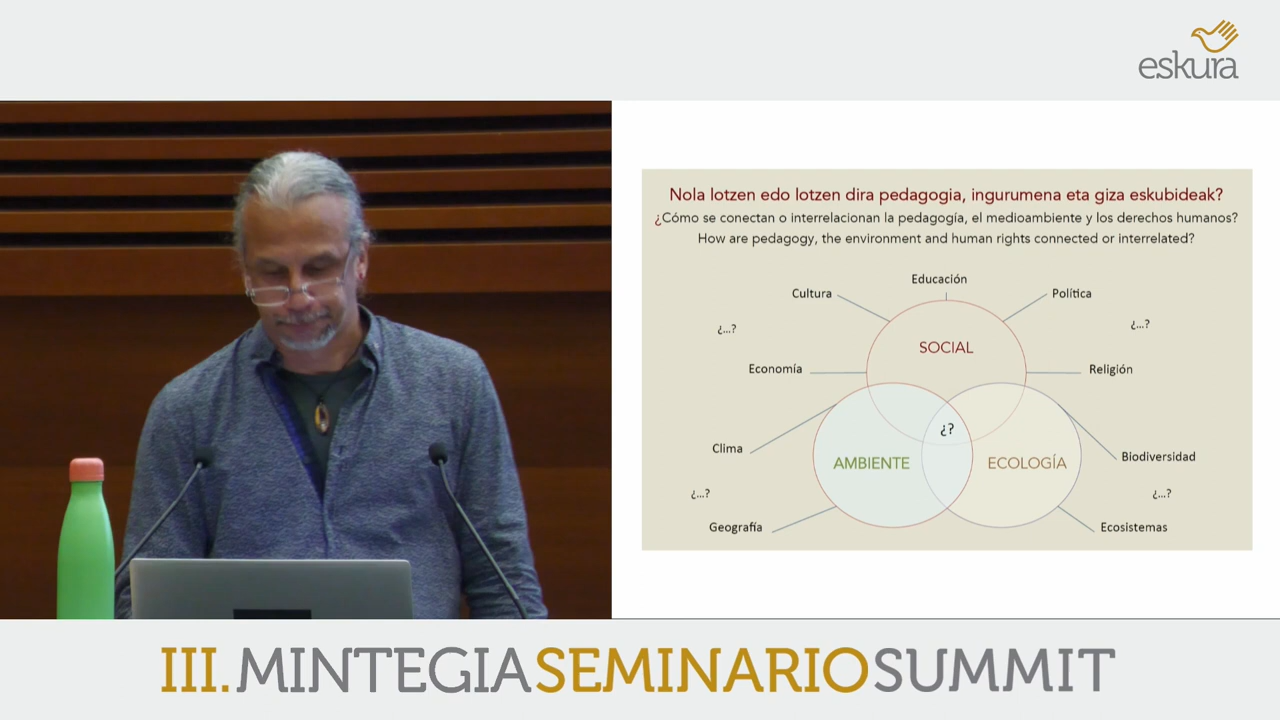 eskura
Nola lotzen edo lotzen dira pedagogia, ingurumena eta giza eskubideak?
¿Cómo se conectan o interrelacionan la pedagogía, el medioambiente y los derechos humanos?
How are pedagogy, the environment and human rights connected or interrelated?
Educación
Cultura
Política
¿...?
¿...?
SOCIAL
Economía
Religión
¿?
Clima
Biodiversidad
AMBIENTE
ECOLOGÍA
¿...?
¿...?
Geografía
Ecosistemas
III. MINTEGIA SEMINARIO SUMMIT